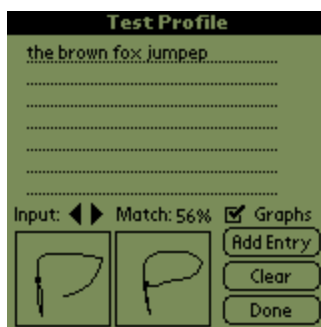 Test Profile
the brown fox jumpep
Input: Match: 56% Graphs
Add Entry
Clear
Done